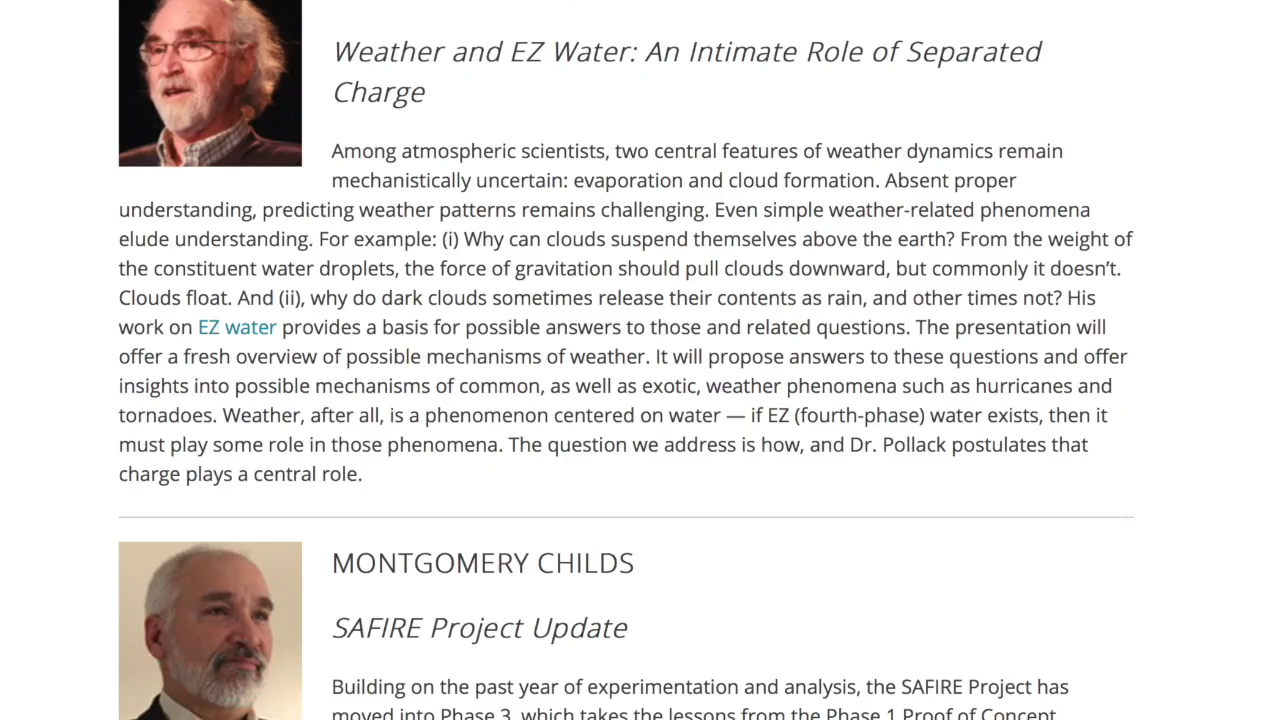 Weather and EZ Water: An Intimate Role of Separated
Charge
Among atmospheric scientists, two central features of weather dynamics remain
mechanistically uncertain: evaporation and cloud formation. Absent proper
understanding, predicting weather patterns remains challenging. Even simple weather-related phenomena
elude understanding. For example: (i) Why can clouds suspend themselves above the earth? From the weight of
the constituent water droplets, the force of gravitation should pull clouds downward, but commonly it doesn’t.
Clouds float. And (ii), why do dark clouds sometimes release their contents as rain, and other times not? His
work on EZ water provides a basis for possible answers to those and related questions. The presentation will
offer a fresh overview of possible mechanisms of weather. It will propose answers to these questions and offer
insights into possible mechanisms of common, as well as exotic, weather phenomena such as hurricanes and
tornadoes. Weather, after all, is a phenomenon centered on water — if EZ (fourth-phase) water exists, then it
must play some role in those phenomena. The question we address is how, and Dr. Pollack postulates that
charge plays a central role.
MONTGOMERY CHILDS
SAFIRE Project Update
Building on the past year of experimentation and analysis, the SAFIRE Project has
moved into Phase 3, which takes the lessons from the Phase 1 Proof of Concept